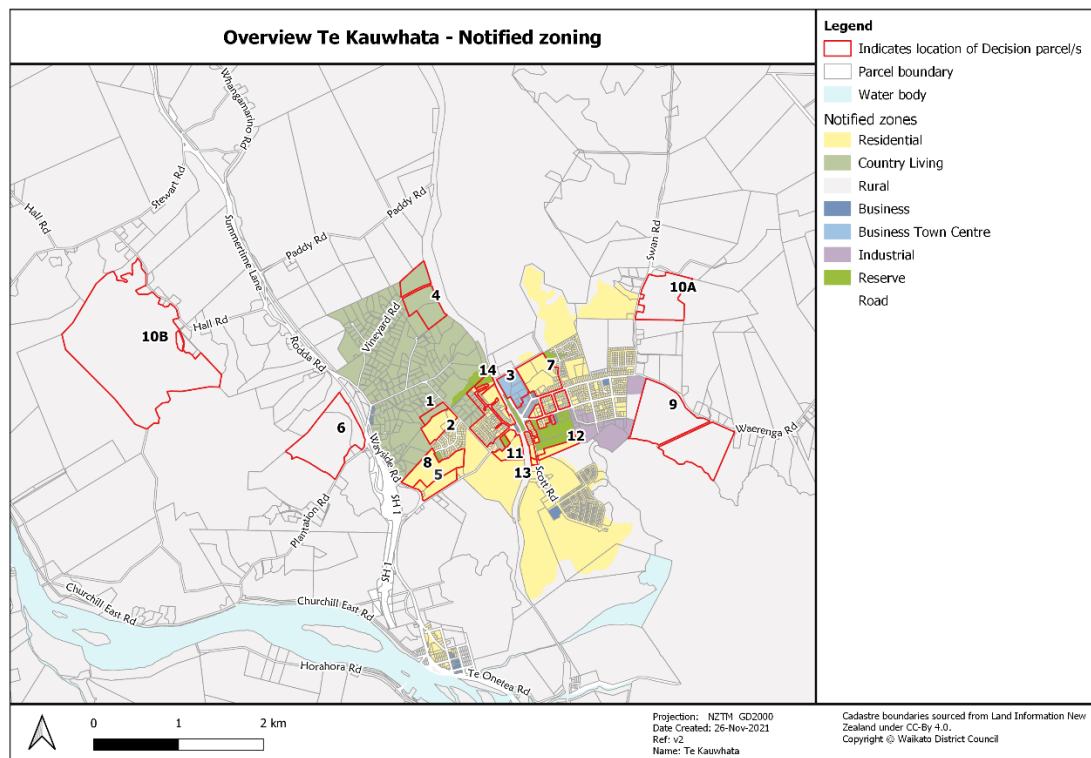 Overview Te Kauwhata - Notified zoning
Whangamarino Rd
Stewart Rd
Hall Rd
Summertime Lane
Paddy Rd
Paddy Rd
Swan Rd
10A
4
Vineyard Rd
Hall Rd
10B
Rodda Rd
14
3
7
1
2
9
6
Waerenga Rd
12
8
11
5
13
Scott Rd
SH 1
Plantation Rd
SH 1
Churchill East Rd
Churchill East Rd
Horahora Rd
Te Onetea Rd
Legend
Indicates location of Decision parcel/s
Parcel boundary
Water body
Notified zones
Residential
Country Living
Rural
Business
Business Town Centre
Industrial
Reserve
Road
0 1 2 km
Projection: NZTM GD2000
Date Created: 26-Nov-2021
Ref: v2
Name: Te Kauwhata
Cadastre boundaries sourced from Land Information New
Zealand under CC-By 4.0.
Copyright © Waikato District Council